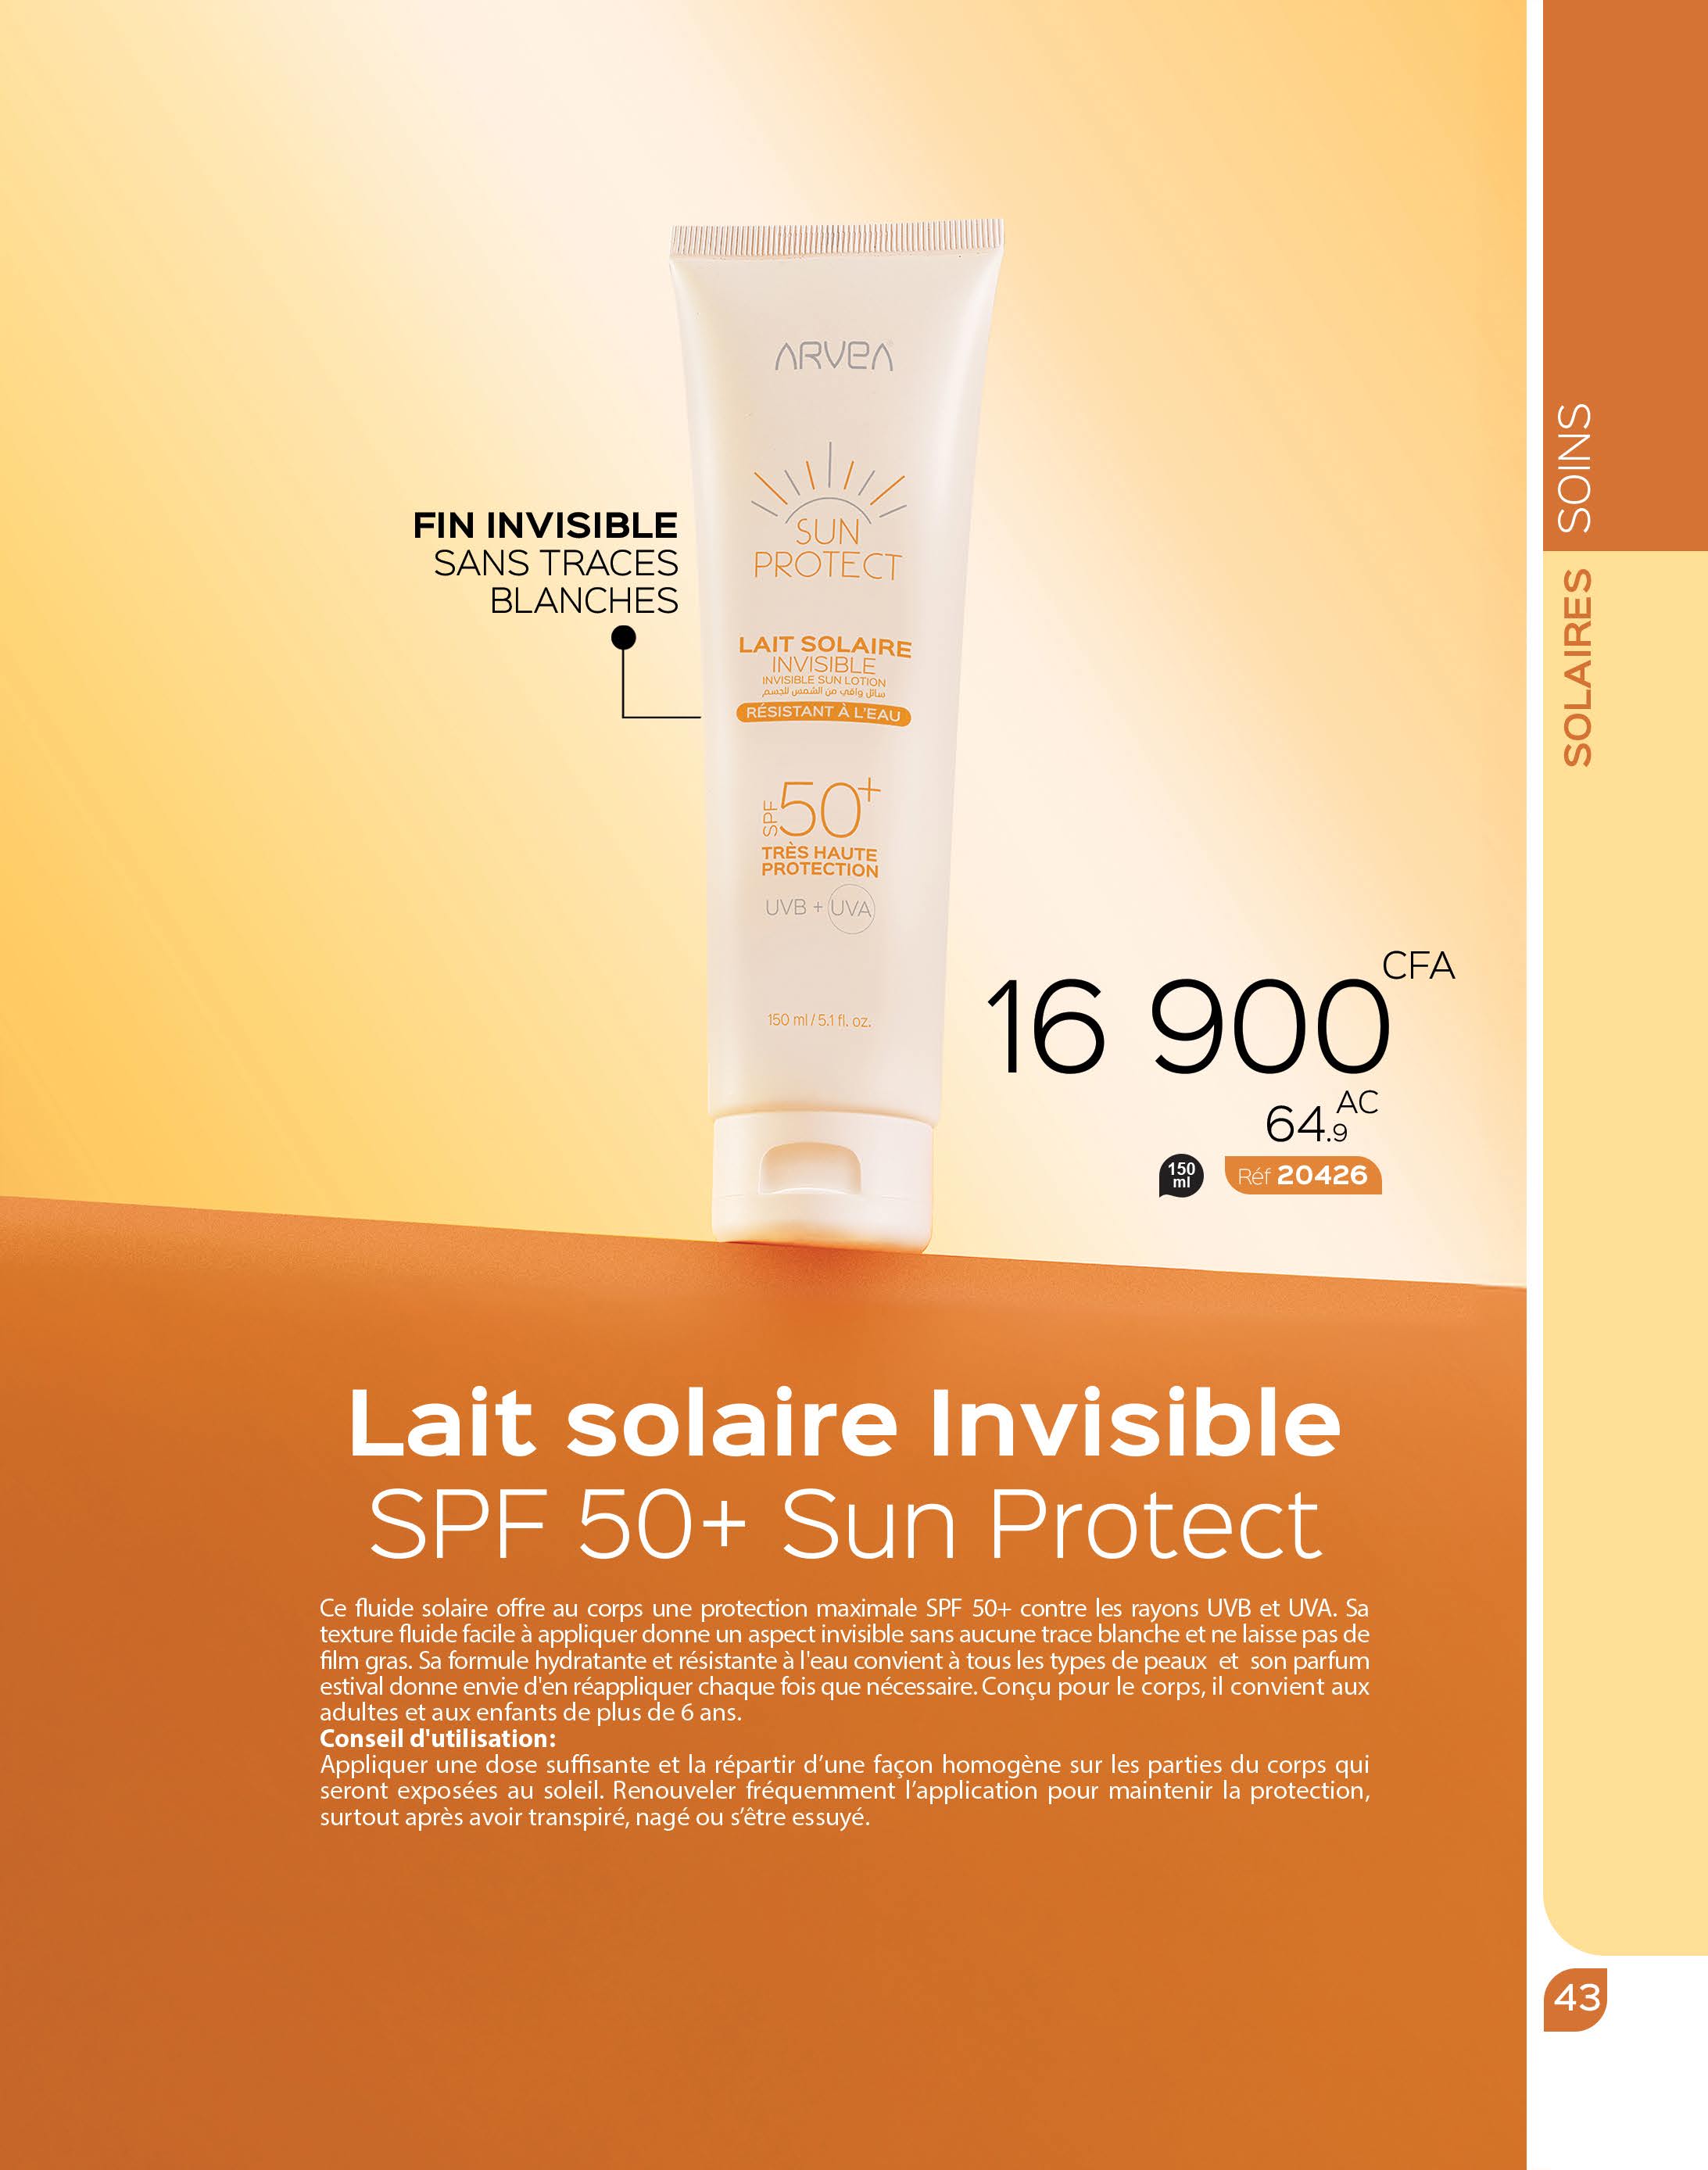 SOINS
SOLAIRES
ARVEA
SUN
PROTECT
LAIT SOLAIRE
INVISIBLE
INVISIBLE SUN LOTION
سائل واقي من الشمس للجسم
RÉSISTANT À L'EAU
SPF 50+
TRÈS HAUTE
PROTECTION
UVB + UVA
150 ml / 5.1 fl. oz.
FIN INVISIBLE
SANS TRACES
BLANCHES
16 900 CFA
64.9 AC
150
ml
Réf 20426
Lait solaire Invisible
SPF 50+ Sun Protect
Ce fluide solaire offre au corps une protection maximale SPF 50+ contre les rayons UVB et UVA. Sa
texture fluide facile à appliquer donne un aspect invisible sans aucune trace blanche et ne laisse pas de
film gras. Sa formule hydratante et résistante à l'eau convient à tous les types de peaux et son parfum
estival donne envie d'en réappliquer chaque fois que nécessaire. Conçu pour le corps, il convient aux
adultes et aux enfants de plus de 6 ans.
Conseil d'utilisation:
Appliquer une dose suffisante et la répartir d’une façon homogène sur les parties du corps qui
seront exposées au soleil. Renouveler fréquemment l’application pour maintenir la protection,
surtout après avoir transpiré, nagé ou s’être essuyé.
43